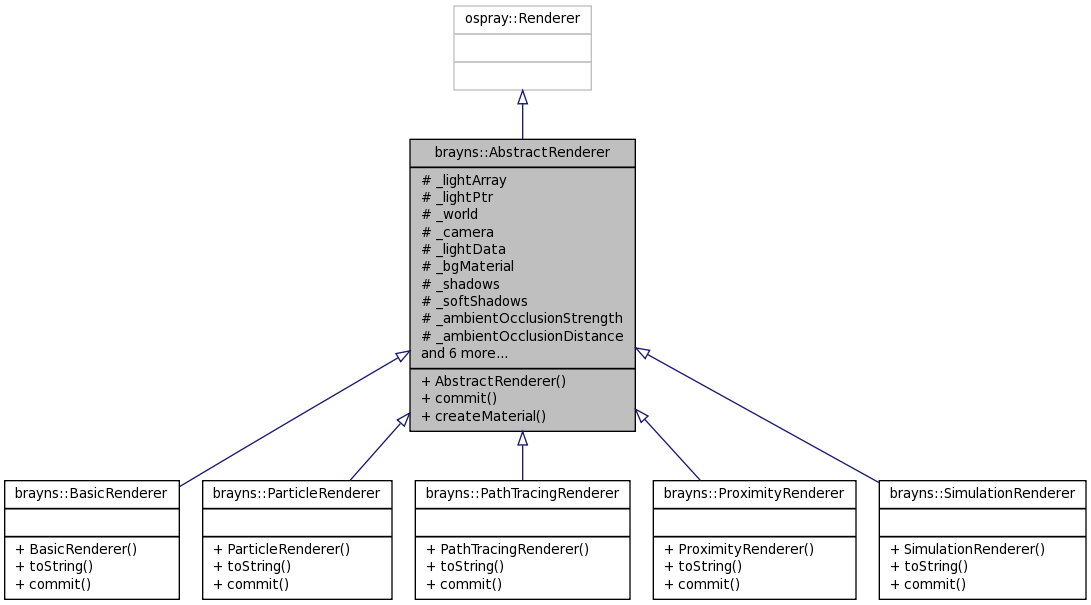 ospray::Renderer
brayns::AbstractRenderer
# _lightArray
# _lightPtr
# _world
# _camera
# _lightData
# _bgMaterial
# _shadows
# _softShadows
# _ambientOcclusionStrength
# _ambientOcclusionDistance
and 6 more...
+ AbstractRenderer()
+ commit()
+ createMaterial()
brayns::BasicRenderer
+ BasicRenderer()
+ toString()
+ commit()
brayns::ParticleRenderer
+ ParticleRenderer()
+ toString()
+ commit()
brayns::PathTracingRenderer
+ PathTracingRenderer()
+ toString()
+ commit()
brayns::ProximityRenderer
+ ProximityRenderer()
+ toString()
+ commit()
brayns::SimulationRenderer
+ SimulationRenderer()
+ toString()
+ commit()